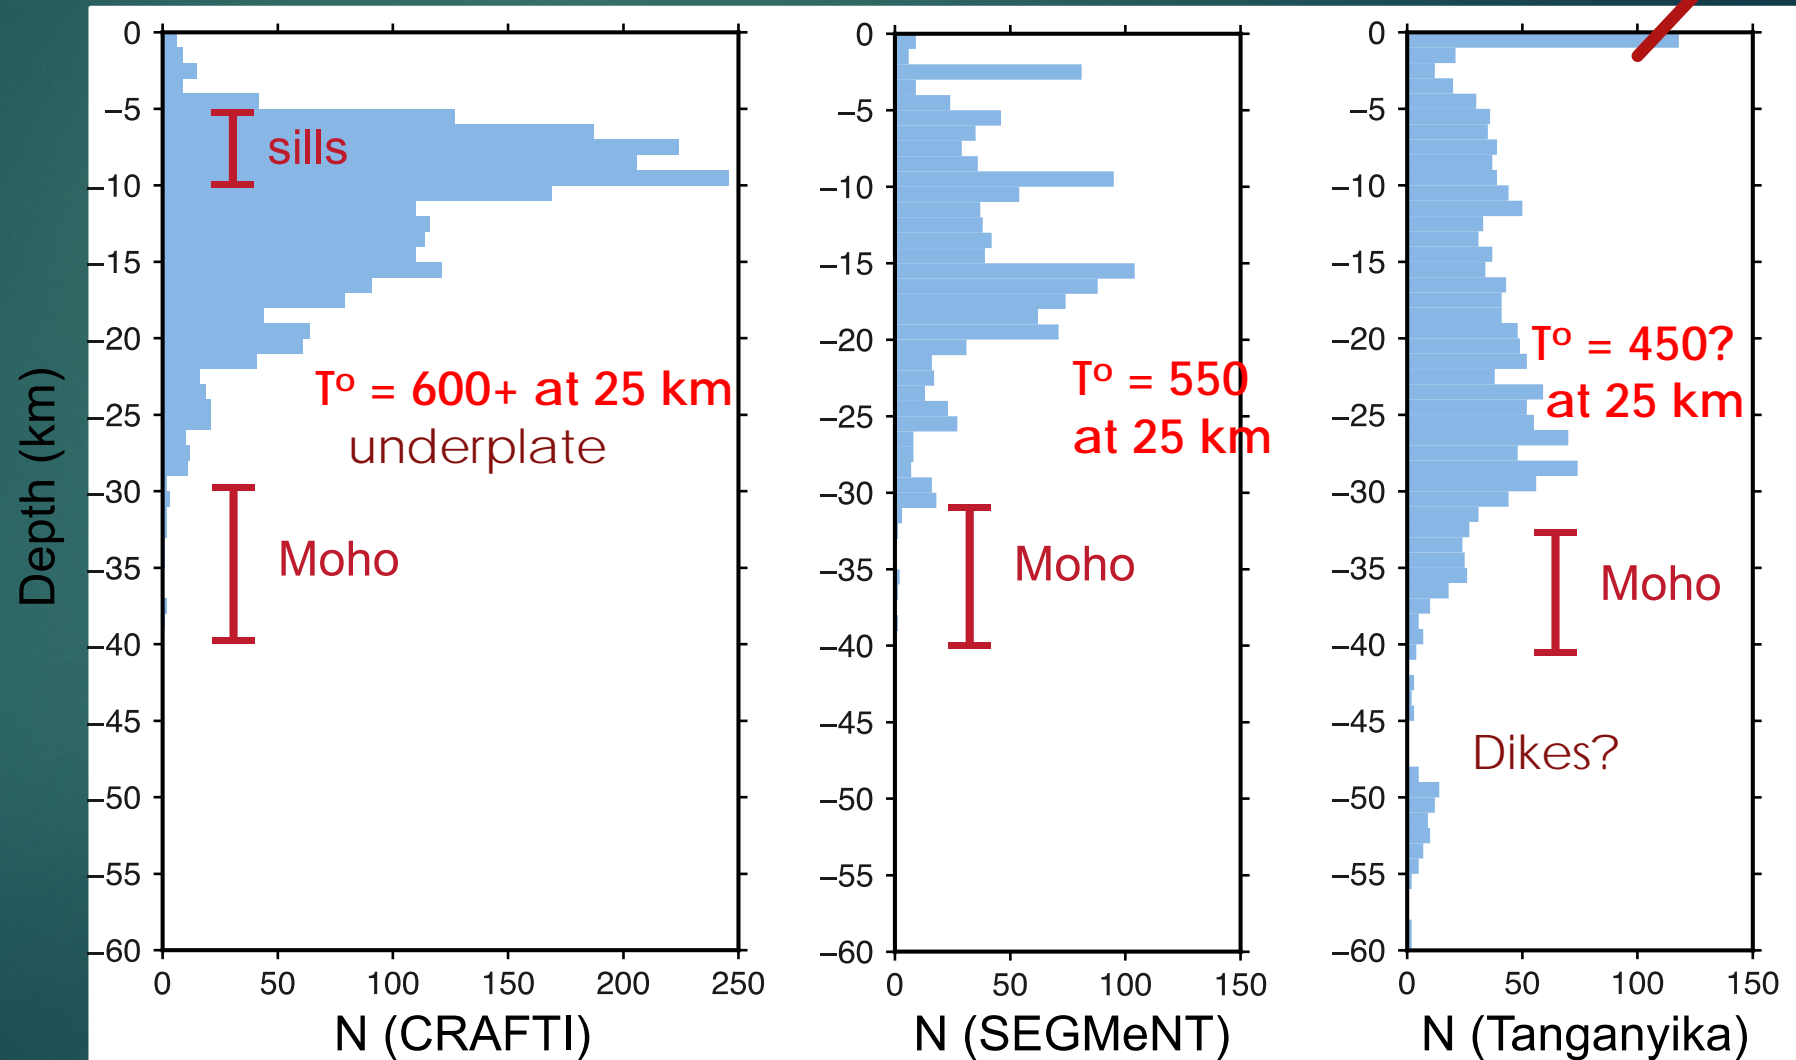 Depth (km)
0
–5
–10
–15
–20
–25
–30
–35
–40
–45
–50
–55
–60
sills
Tº = 600+ at 25 km
underplate
Moho
0 50 100 150 200 250
N (CRAFTI)
0
–5
–10
–15
–20
–25
–30
–35
–40
–45
–50
–55
–60
Tº = 550
at 25 km
Moho
0 50 100 150
N (SEGMeNT)
0
–5
–10
–15
–20
–25
–30
–35
–40
–45
–50
–55
–60
Tº = 450?
at 25 km
Moho
Dikes?
0 50 100 150
N (Tanganyika)